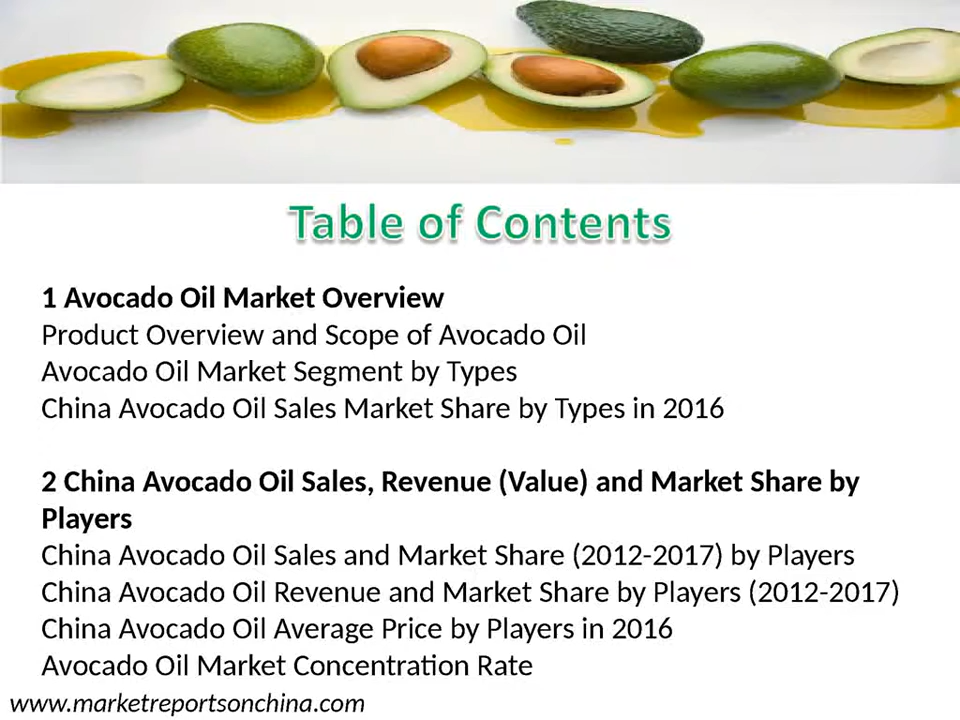 Table of Contents
1 Avocado Oil Market Overview
Product Overview and Scope of Avocado Oil
Avocado Oil Market Segment by Types
China Avocado Oil Sales Market Share by Types in 2016
2 China Avocado Oil Sales, Revenue (Value) and Market Share by
Players
China Avocado Oil Sales and Market Share (2012-2017) by Players
China Avocado Oil Revenue and Market Share by Players (2012-2017)
China Avocado Oil Average Price by Players in 2016
Avocado Oil Market Concentration Rate
www.marketreportsonchina.com